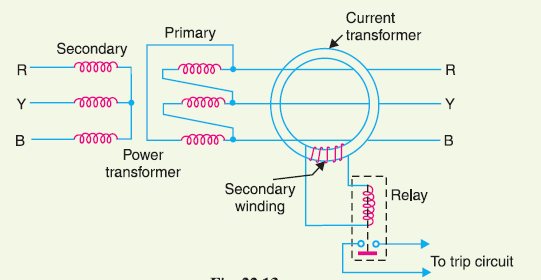 Current
transformer
Primary
Secondary
R
R
Y
Y
B
B
Power
transformer
Secondary
winding
Relay
To trip circuit